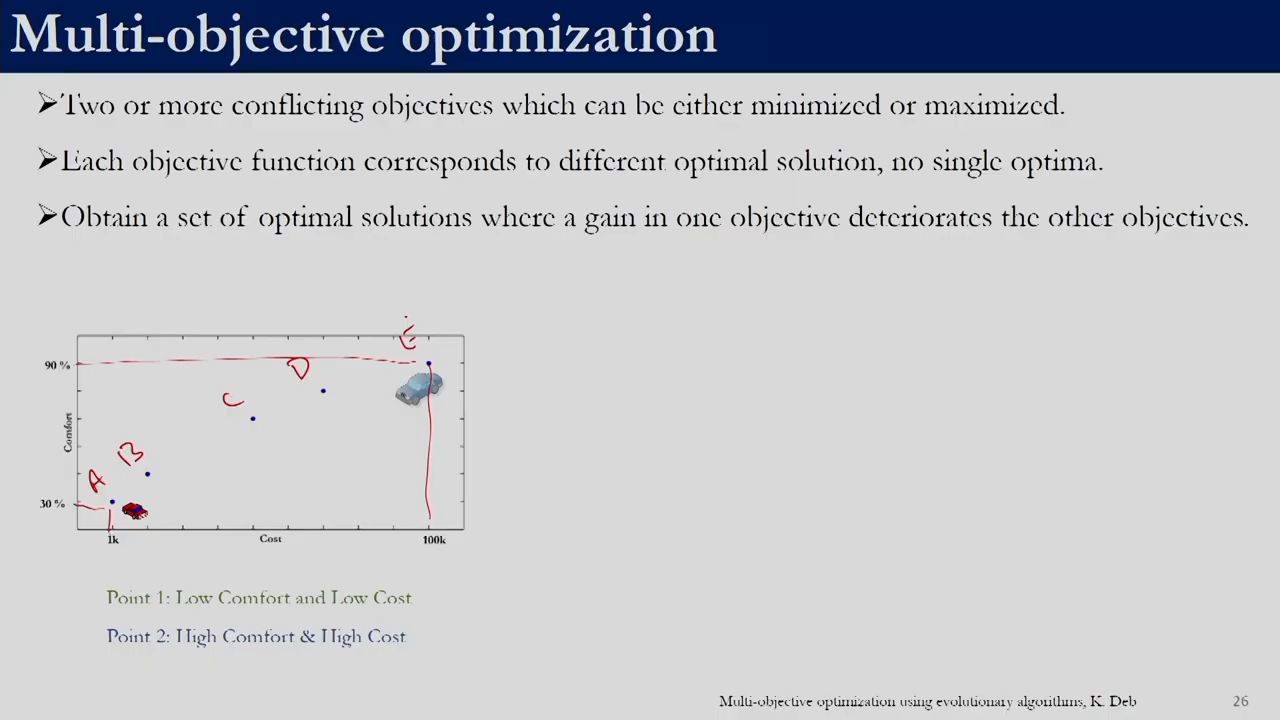 Multi-objective optimization
➢Two or more conflicting objectives which can be either minimized or maximized.
➢Each objective function corresponds to different optimal solution, no single optima.
➢Obtain a set of optimal solutions where a gain in one objective deteriorates the other objectives.
E
90 %
D
C
Comfort
B
A
30 %
1k
Cost
100k
Point 1: Low Comfort and Low Cost
Point 2: High Comfort & High Cost
Multi-objective optimization using evolutionary algorithms, K. Deb
26